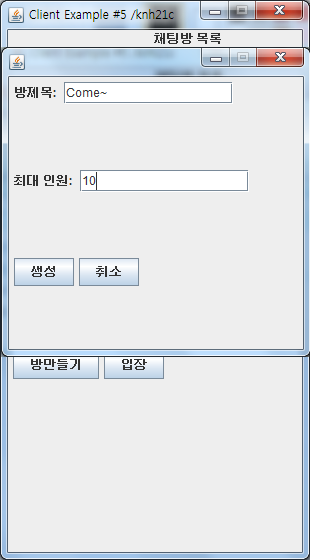 Client Example #5 /knh21c
채팅방 목록
방제목: Come~
최대 인원: 10
생성 취소
방만들기 입장